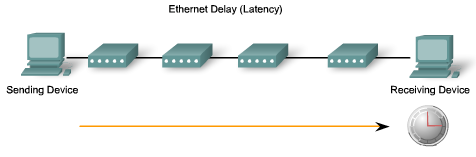 Ethernet Delay (Latency)
Sending Device
Receiving Device